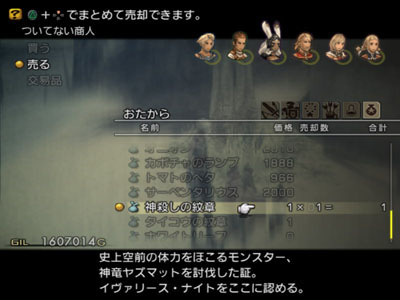 ?●+✥でまとめて売却できます。
ついてない商人
買う
売る
交易品
おたから
名前 価格 売却数 合計
カボチャのランプ 1088
トマトのヘタ 966
サーペンタリウス
神殺しの紋章 1 × 1= 1
タイコウの紋章
GIL 1607014G
史上空前の体力をほこるモンスター、
神竜ヤズマットを討伐した証。
イヴァリース・ナイトをここに認める。